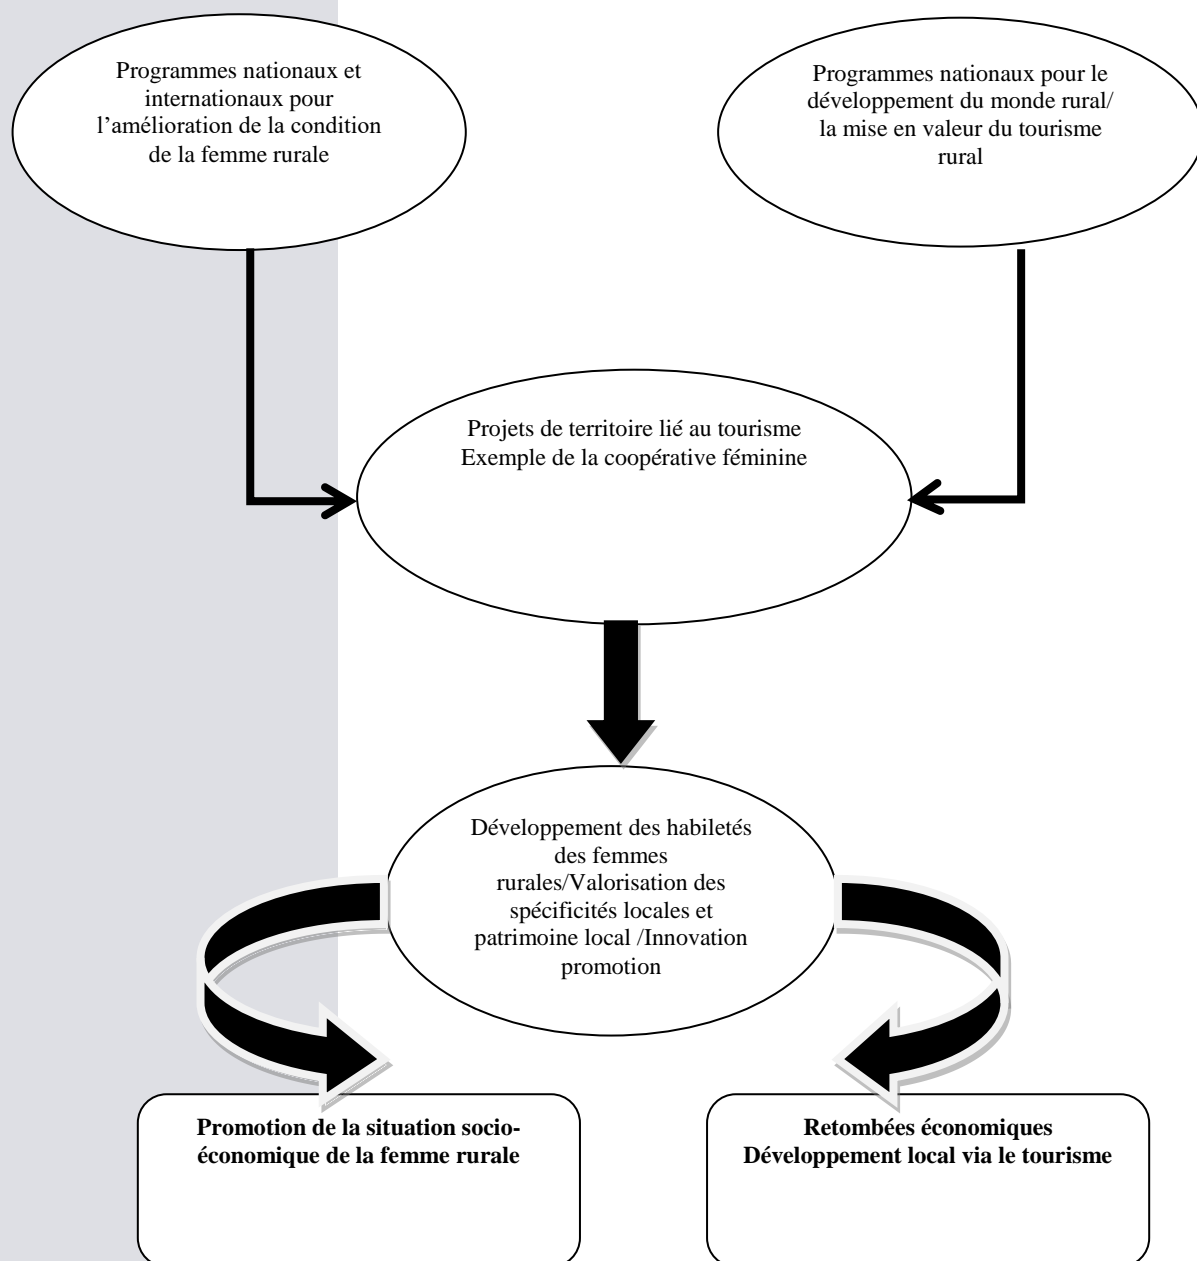 Programmes nationaux et
internationaux pour
l’amélioration de la condition
de la femme rurale
Programmes nationaux pour le
développement du monde rural/
la mise en valeur du tourisme
rural
Projets de territoire lié au tourisme
Exemple de la coopérative féminine
Développement des habiletés
des femmes
rurales/Valorisation des
spécificités locales et
patrimoine local /Innovation
promotion
Promotion de la situation socio-
économique de la femme rurale
Retombées économiques
Développement local via le tourisme